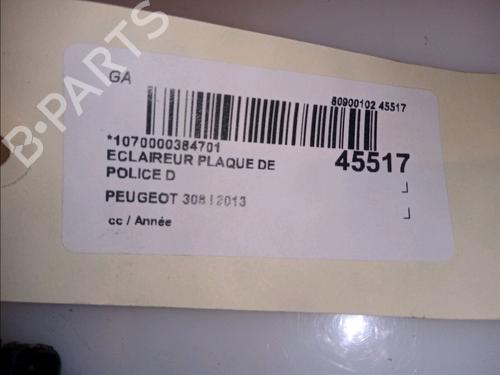 GA
80900102 45517
*1070000384701
ECLAIREUR PLAQUE DE
POLICE D
45517
PEUGEOT 308 I 2013
cc / Année
B-PARTS